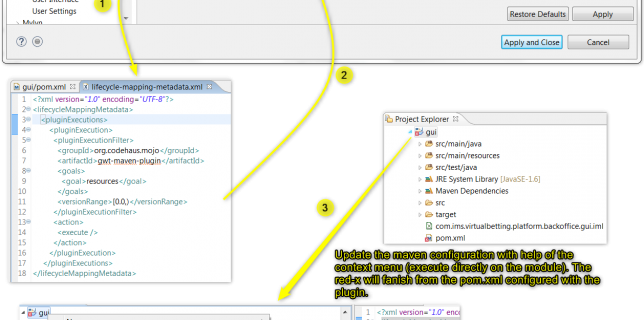 User Interface
User Settings
Mylyn
1
Restore Defaults
Apply
Apply and Close
Cancel
2
gui/pom.xml
lifecycle-mapping-metadata.xml
1 <?xml version="1.0" encoding="UTF-8"?>
2 <lifecycleMappingMetadata>
3 <pluginExecutions>
4 <pluginExecution>
5 <pluginExecutionFilter>
6 <groupId>org.codehaus.mojo</groupId>
7 <artifactId>gwt-maven-plugin</artifactId>
8 <goals>
9 <goal>resources</goal>
10 </goals>
11 <versionRange>[0.0,)</versionRange>
12 </pluginExecutionFilter>
13 <action>
14 <execute />
15 </action>
16 </pluginExecution>
17 </pluginExecutions>
18 </lifecycleMappingMetadata>
Project Explorer
gui
src/main/java
src/main/resources
src/test/java
JRE System Library [JavaSE-1.6]
Maven Dependencies
src
target
com.ims.virtualbetting.platform.backoffice.gui.iml
pom.xml
3
Update the maven configuration with help of the
context menu (execute directly on the module). The
red-x will fanish from the pom.xml configured with the
plugin.
gui
1 <?xml version="1.0" enc